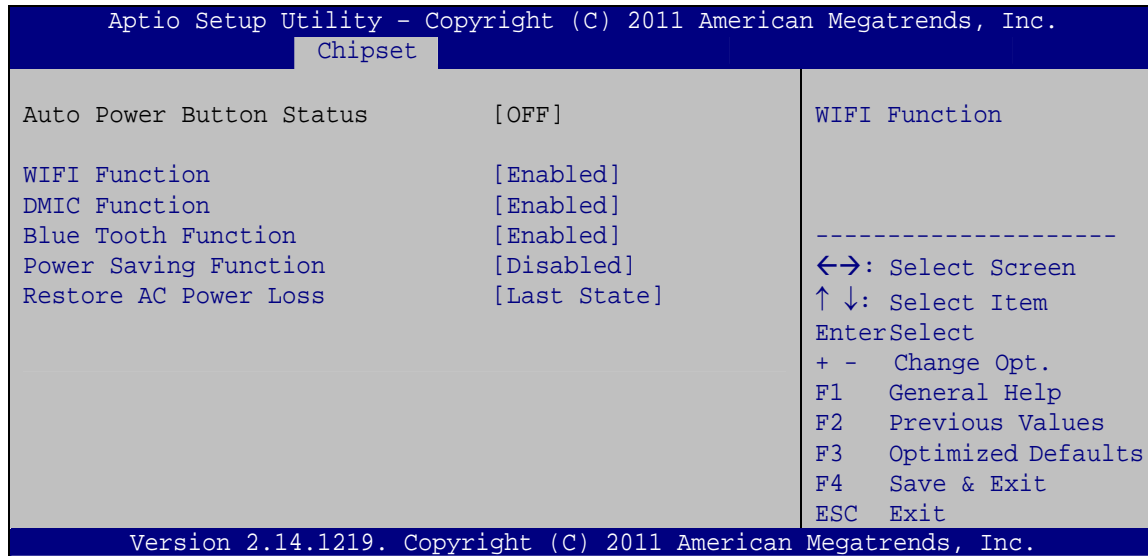 Aptio Setup Utility – Copyright (C) 2011 American Megatrends, Inc.
Chipset
Auto Power Button Status [OFF]
WIFI Function [Enabled]
DMIC Function [Enabled]
Blue Tooth Function [Enabled]
Power Saving Function [Disabled]
Restore AC Power Loss [Last State]
WIFI Function
---------------------
←→: Select Screen
↑ ↓: Select Item
EnterSelect
+ - Change Opt.
F1 General Help
F2 Previous Values
F3 Optimized Defaults
F4 Save & Exit
ESC Exit
Version 2.14.1219. Copyright (C) 2011 American Megatrends, Inc.